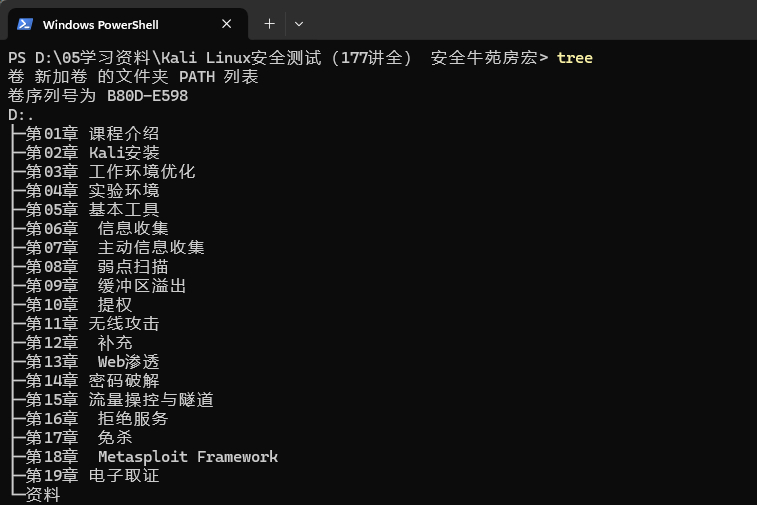 Windows PowerShell
PS D:\05学习资料\Kali Linux安全测试 (177讲全) 安全牛苑房宏> tree
卷 新加卷 的文件夹 PATH 列表
卷序列号为 B80D-E598
D:.
├─第01章 课程介绍
├─第02章 Kali安装
├─第03章 工作环境优化
├─第04章 实验环境
├─第05章 基本工具
├─第06章  信息收集
├─第07章  主动信息收集
├─第08章  弱点扫描
├─第09章  缓冲区溢出
├─第10章  提权
├─第11章 无线攻击
├─第12章  补充
├─第13章  Web渗透
├─第14章 密码破解
├─第15章 流量操控与隧道
├─第16章  拒绝服务
├─第17章  免杀
├─第18章  Metasploit Framework
├─第19章 电子取证
└─资料